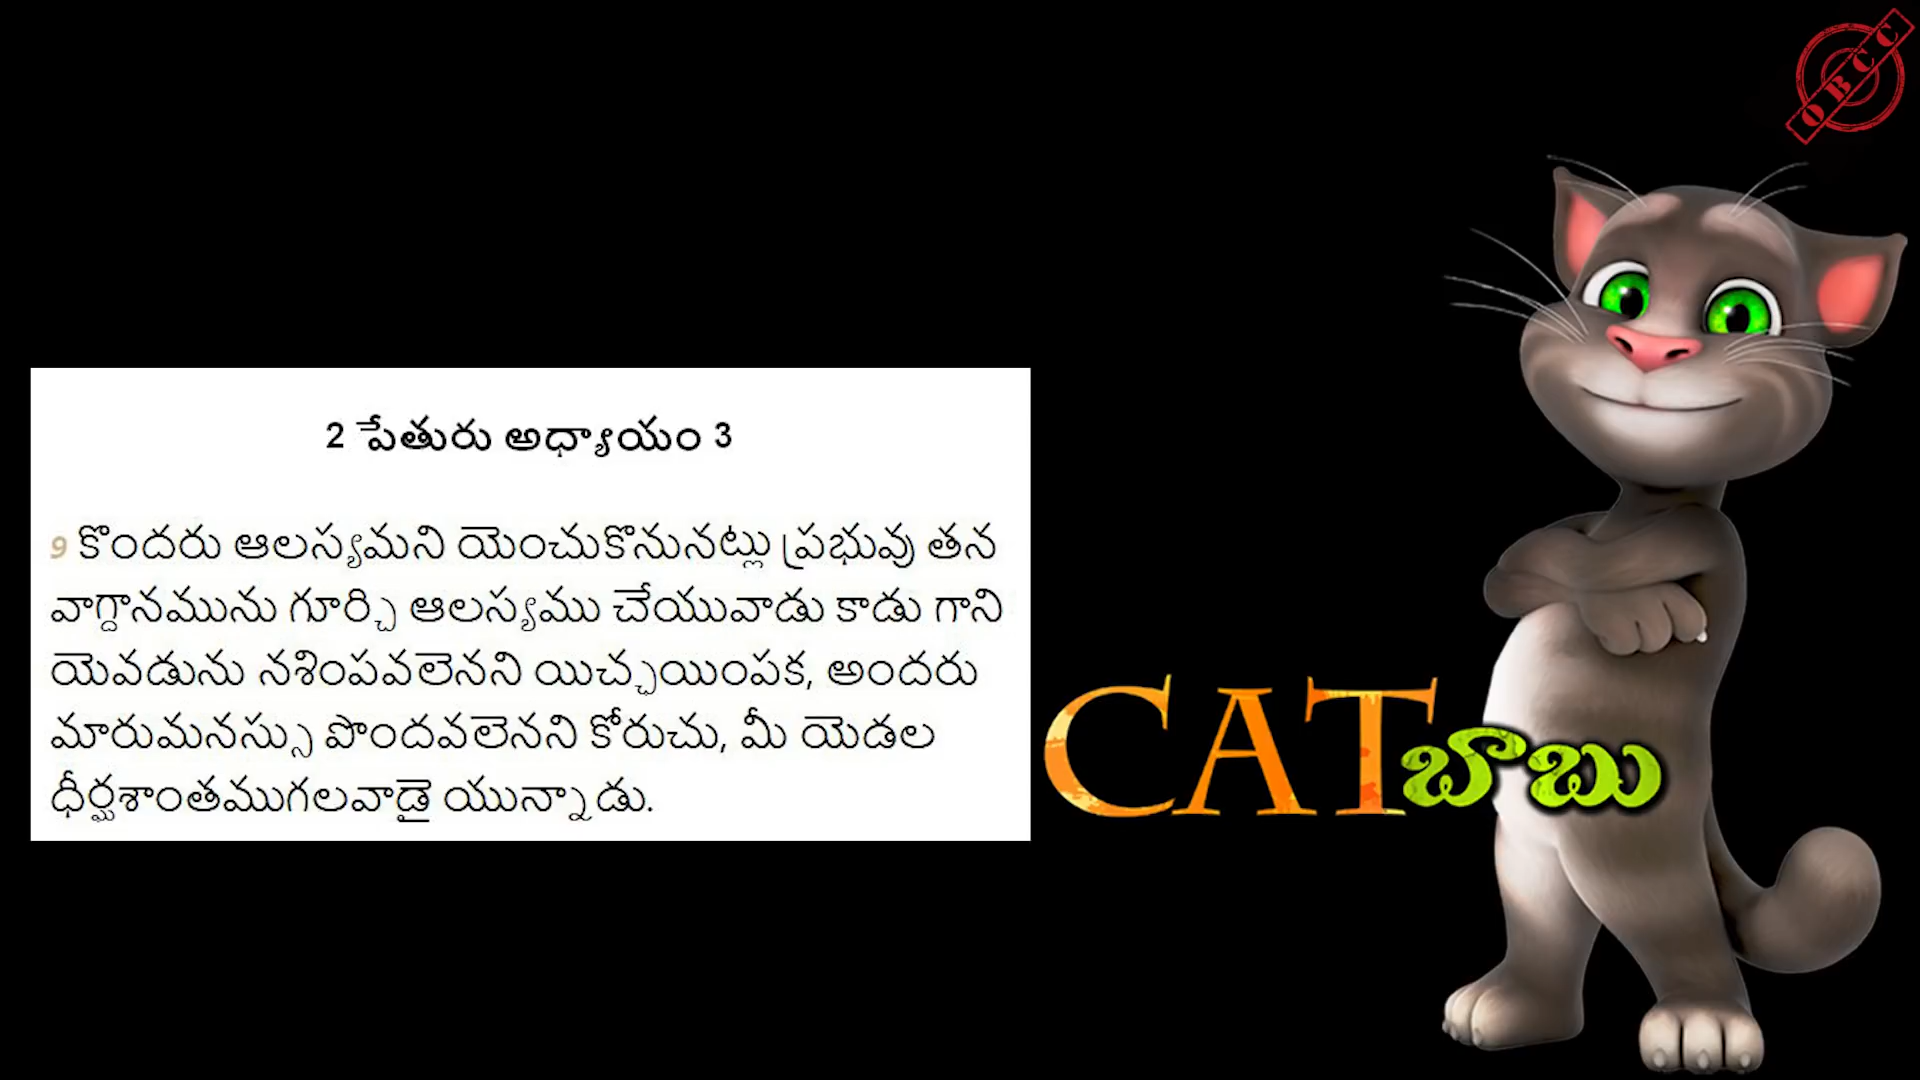 OBCC
2 పేతురు అధ్యాయం 3
9 కొందరు ఆలస్యమని యెంచుకొనునట్లు ప్రభువు తన
వాగ్దానమును గూర్చి ఆలస్యము చేయువాడు కాడు గాని
యెవడును నశింపవలెనని యిచ్ఛయింపక, అందరు
మారుమనస్సు పొందవలెనని కోరుచు, మీ యెడల
ధీర్ఘశాంతముగలవాడై యున్నాడు.
CATబాబు